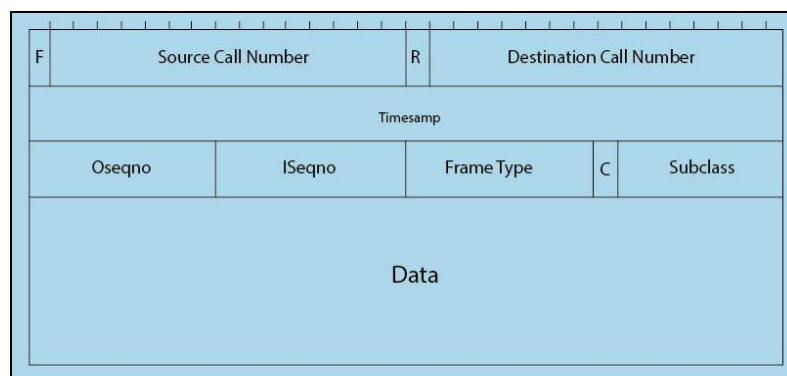 F Source Call Number R Destination Call Number
Timesamp
Oseqno ISeqno Frame Type C Subclass
Data